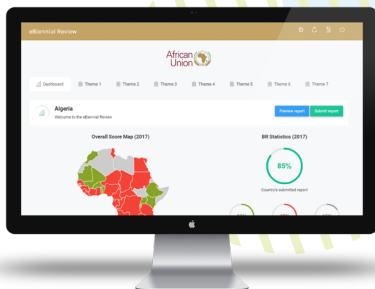 eBiennial Review
African
Union
Dashboard
Theme 1
Theme 2
Theme 3
Theme 4
Theme 5
Theme 6
Theme 7
Algeria
Welcome to the eBiennial Review
Preview report
Submit report
Overall Score Map (2017)
BR Statistics (2017)
85%
Country's submitted report